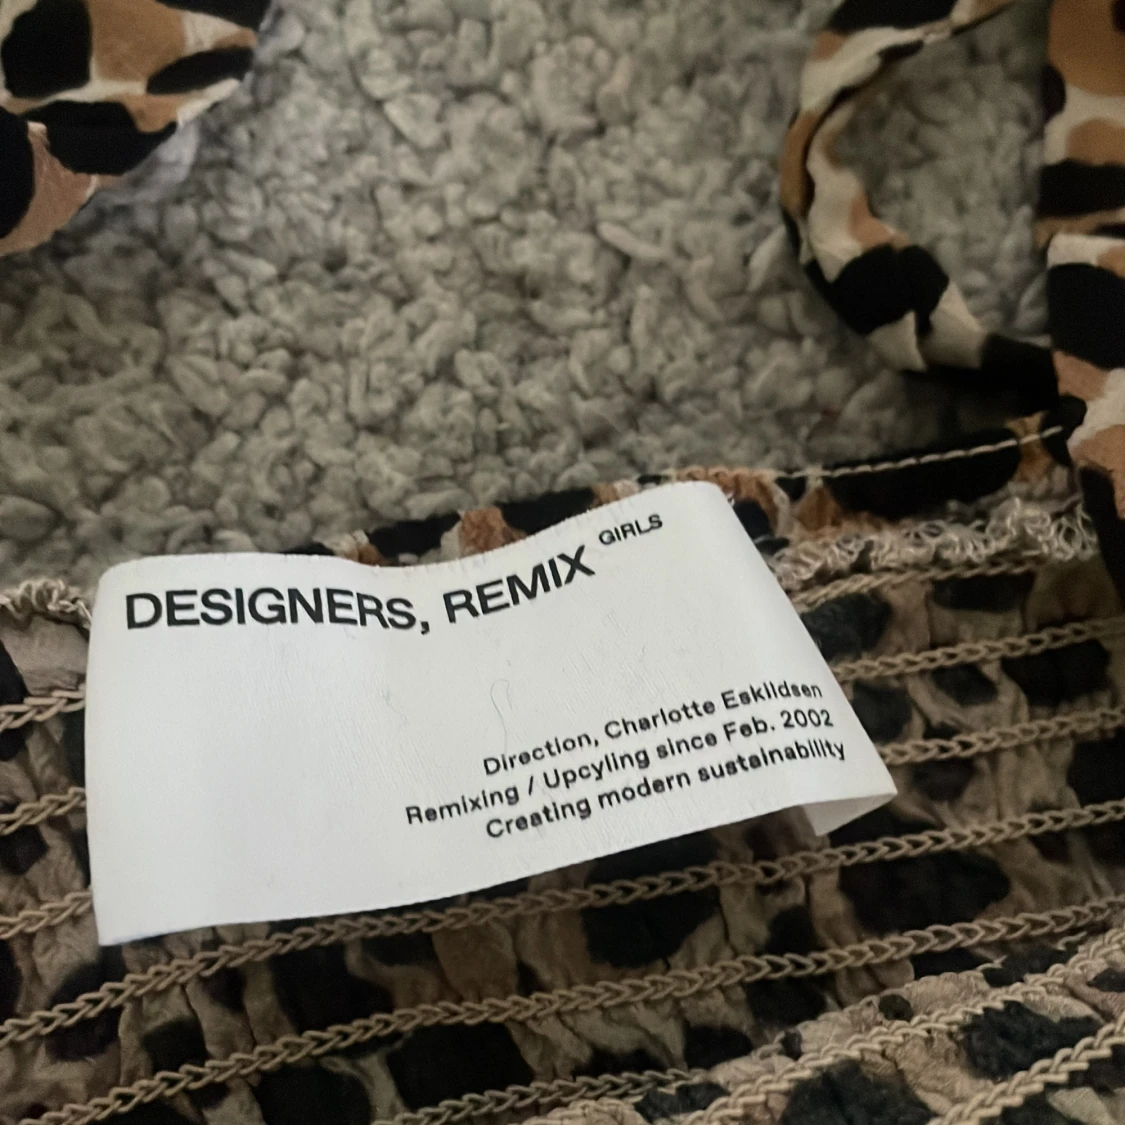 DESIGNERS, REMIX GIRLS
Direction, Charlotte Eskildsen
Remixing / Upcyling since Feb. 2002
Creating modern sustainability